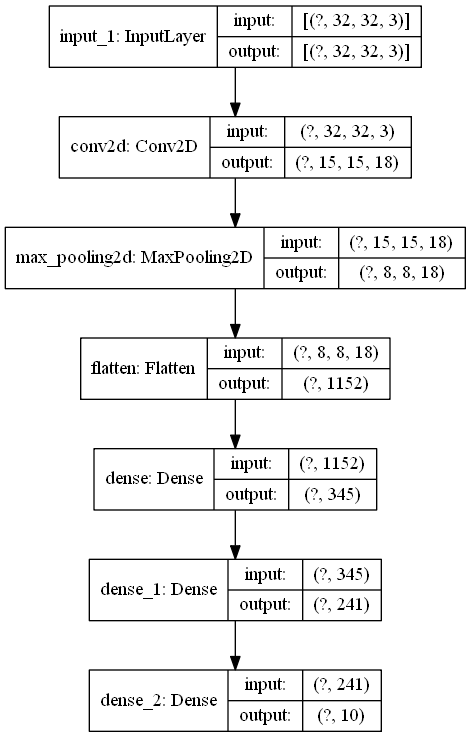 input_1: InputLayer
input: [(?, 32, 32, 3)]
output: [(?, 32, 32, 3)]
conv2d: Conv2D
input: (?, 32, 32, 3)
output: (?, 15, 15, 18)
max_pooling2d: MaxPooling2D
input: (?, 15, 15, 18)
output: (?, 8, 8, 18)
flatten: Flatten
input: (?, 8, 8, 18)
output: (?, 1152)
dense: Dense
input: (?, 1152)
output: (?, 345)
dense_1: Dense
input: (?, 345)
output: (?, 241)
dense_2: Dense
input: (?, 241)
output: (?, 10)